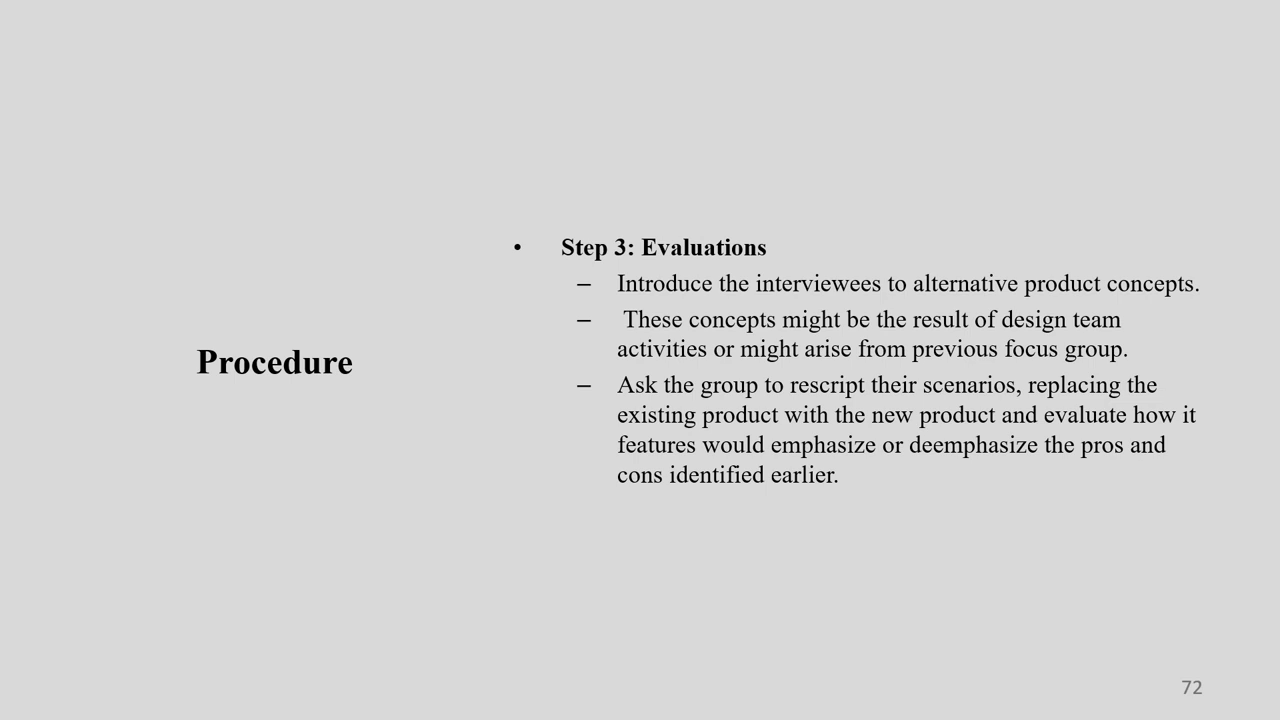 Procedure
• Step 3: Evaluations
– Introduce the interviewees to alternative product concepts.
– These concepts might be the result of design team
activities or might arise from previous focus group.
– Ask the group to rescript their scenarios, replacing the
existing product with the new product and evaluate how it
features would emphasize or deemphasize the pros and
cons identified earlier.
72